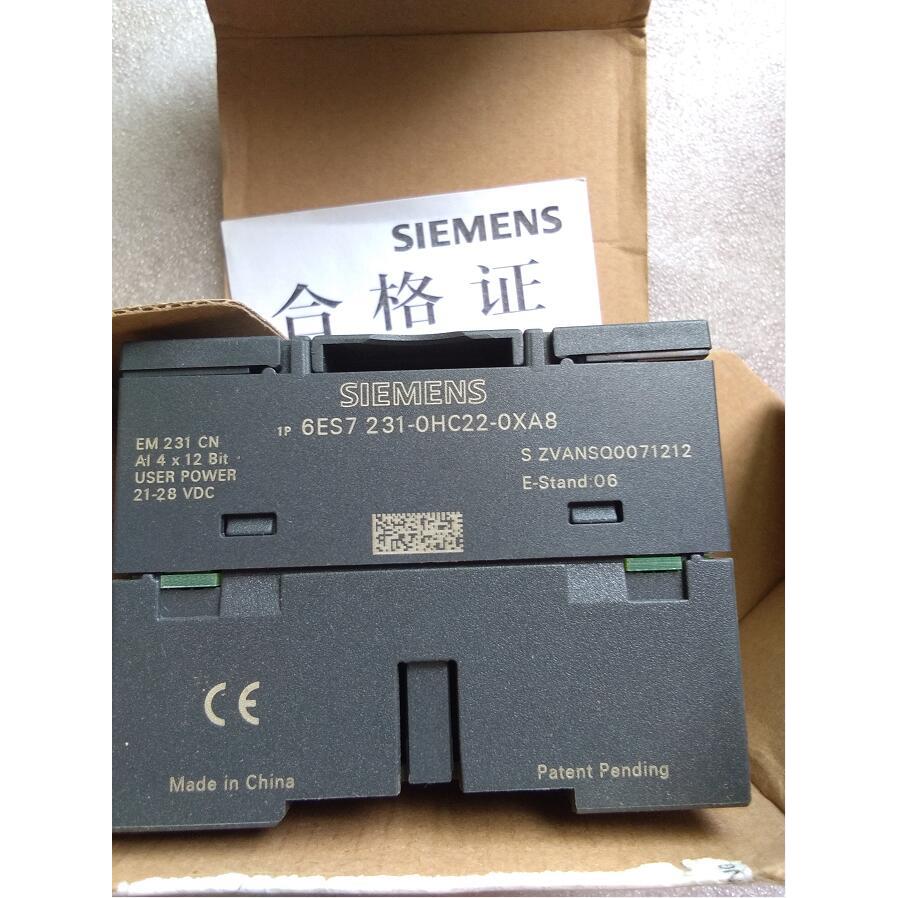 SIEMENS
合格证
SIEMENS
1P 6ES7 231-0HC22-0XA8
EM 231 CN
AI 4 x 12 Bit
USER POWER
21-28 VDC
S ZVANSQ0071212
E-Stand:06
CE
Made in China
Patent Pending